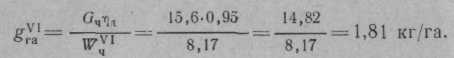 g_га^VI = G_ч η_д / W_ч^VI = 15,6·0,95 / 8,17 = 14,82 / 8,17 = 1,81 кг/га.